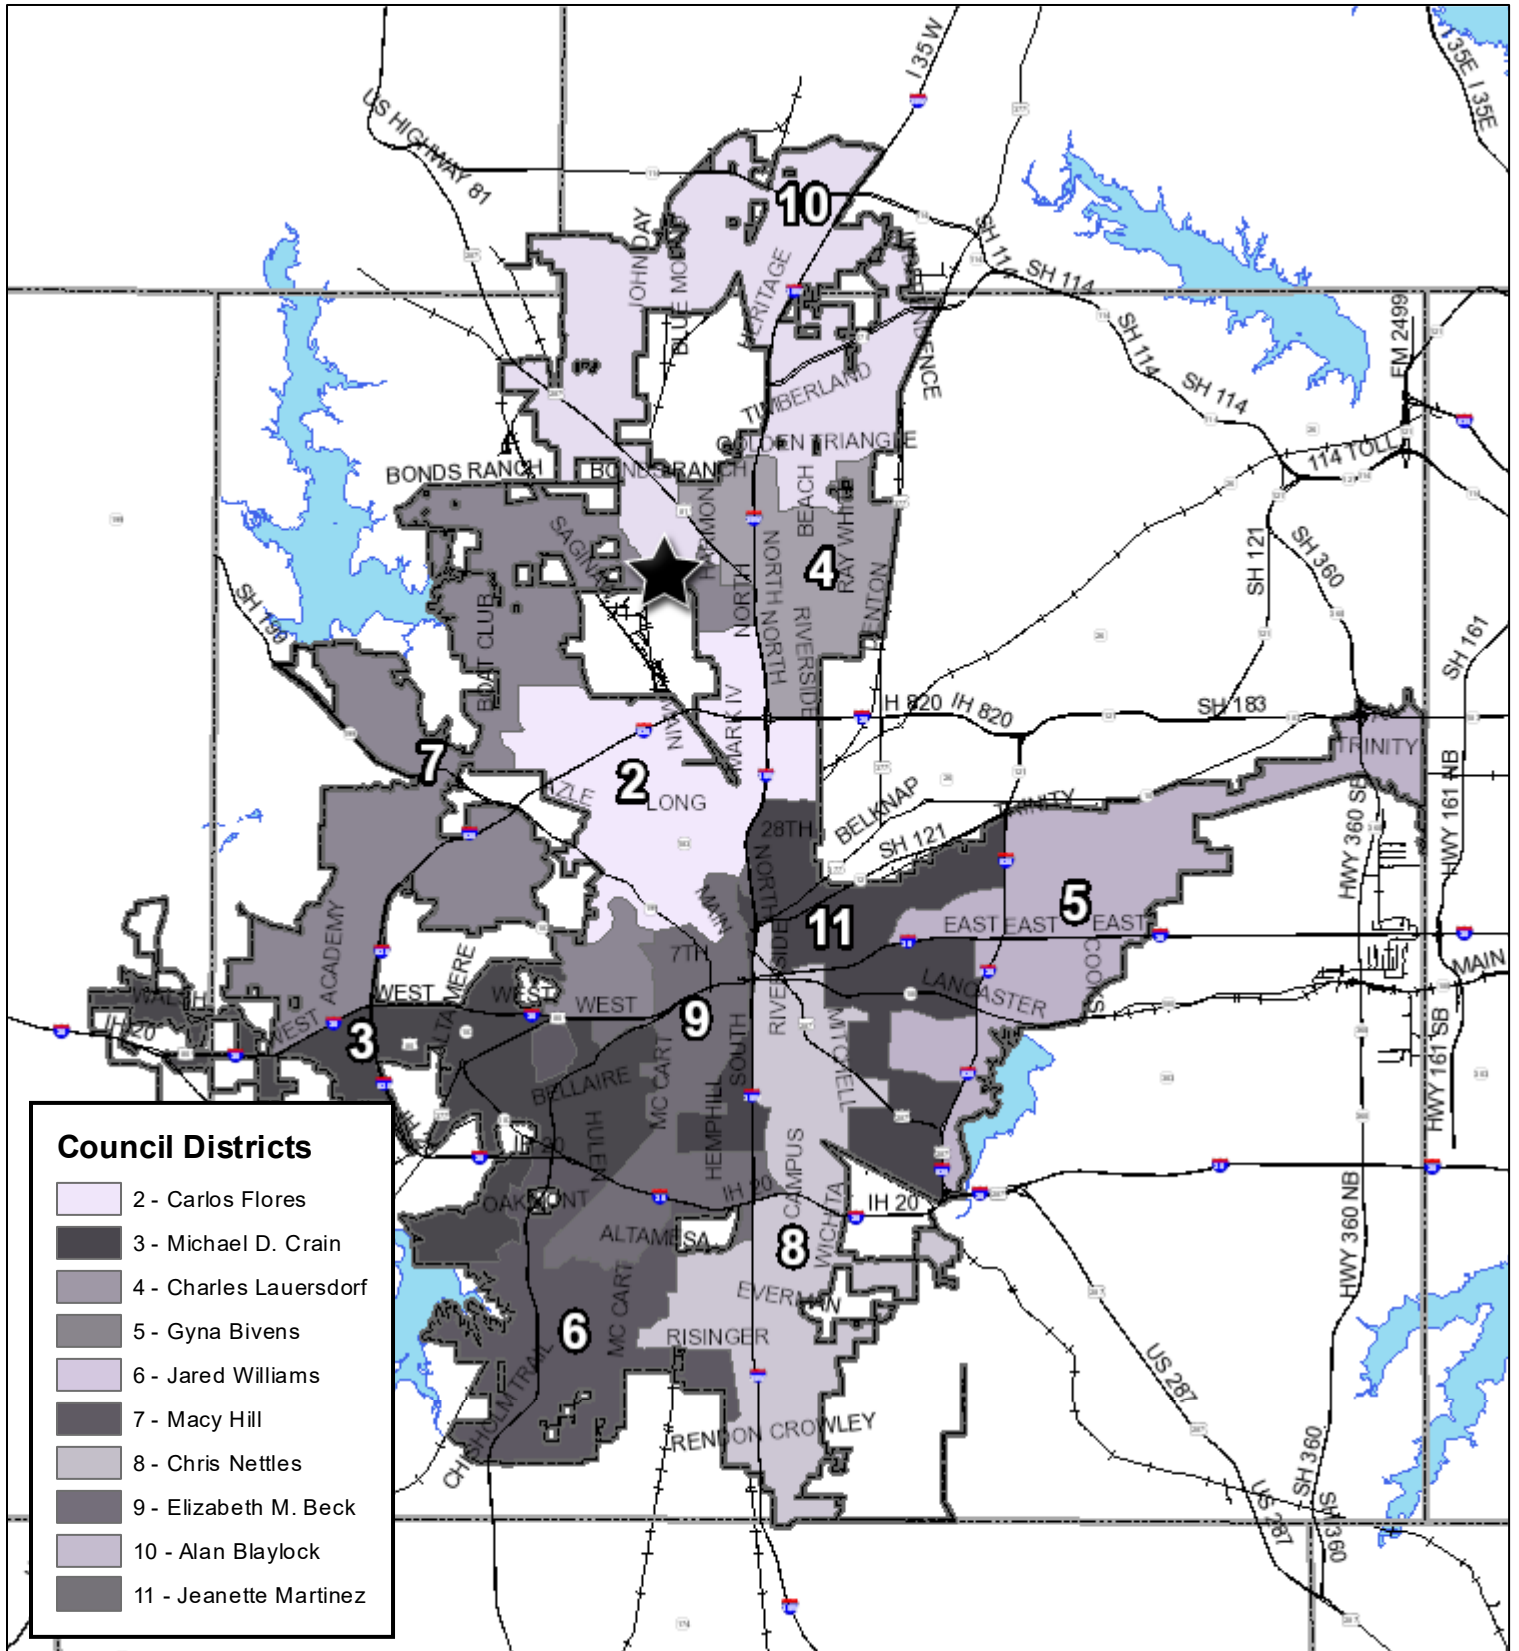 I 35W
I 35E
I 35E
US HIGHWAY 81
10
JOHN DAY
BLUE MOUND
HERITAGE
SH 114
SH 114
SH 114
SH 114
FM 2499
TIMBERLAND
GOLDEN TRIANGLE
114 TOLL
BONDS RANCH
BONDS RANCH
HARMON
BEACH
RAY WHITE
SAGINAW
4
SH 121
SH 360
SH 199
BOAT CLUB
NORTH
NORTH
NORTH
RIVERSIDE
DENTON
SH 161
MARK IV
IH 820
IH 820
SH 183
TRINITY
7
2
AZLE
LONG
28TH
BELKNAP
TRINITY
SH 121
HWY 360 SB
HWY 161 NB
MAIN
NORTH
11
5
EAST
EAST
EAST
ACADEMY
7TH
RIVERSIDE
COOKS
MAIN
WALSH
WEST
WEST
WEST
WEST
ALTAMERE
LANCASTER
IH 20
3
9
MITCHELL
HWY 161 SB
BELLAIRE
MC CART
SOUTH
HULEN
HEMPHILL
CAMPUS
IH 20
OAKMONT
IH 20
IH 20
WICHITA
ALTAMESA
8
HWY 360 NB
EVERMAN
MC CART
6
RISINGER
US 287
CHISHOLM TRAIL
RENDON CROWLEY
SH 360
US 287
SH 360
Council Districts
2 - Carlos Flores
3 - Michael D. Crain
4 - Charles Lauersdorf
5 - Gyna Bivens
6 - Jared Williams
7 - Macy Hill
8 - Chris Nettles
9 - Elizabeth M. Beck
10 - Alan Blaylock
11 - Jeanette Martinez